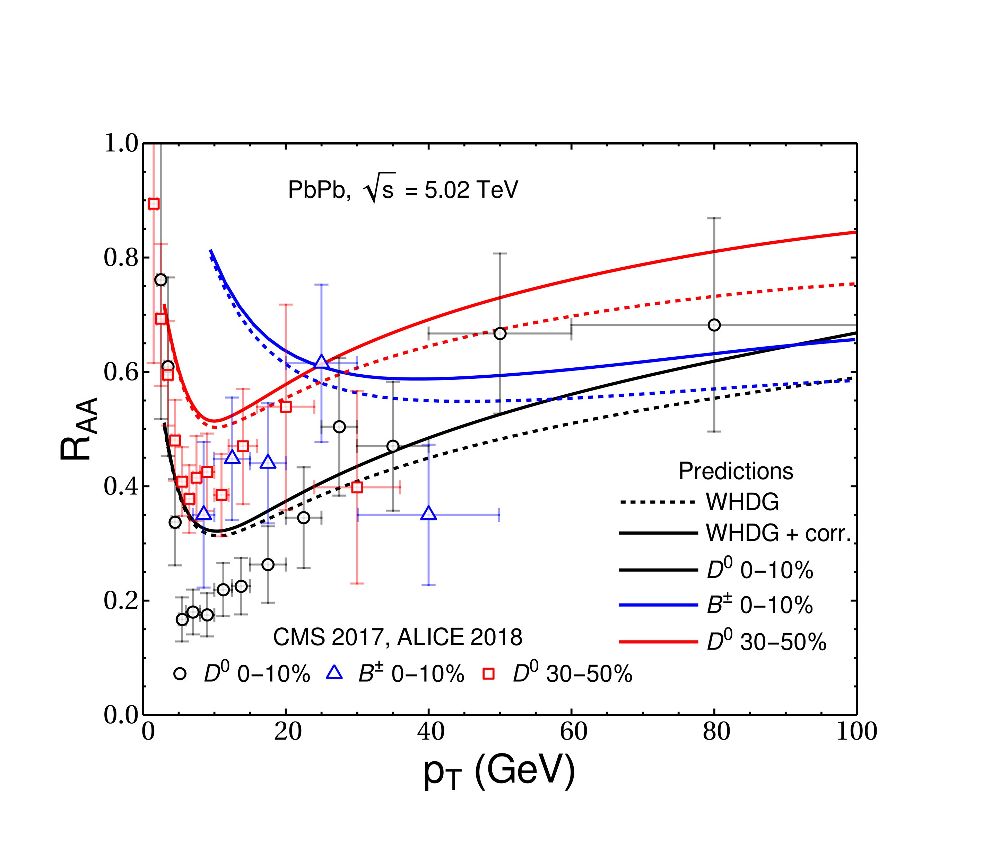 1.0
0.8
0.6
0.4
0.2
0.0
R_AA
PbPb, √s = 5.02 TeV
Predictions
WHDG
WHDG + corr.
D⁰ 0−10%
B± 0−10%
D⁰ 30−50%
CMS 2017, ALICE 2018
D⁰ 0−10% B± 0−10% D⁰ 30−50%
0 20 40 60 80 100
p_T (GeV)